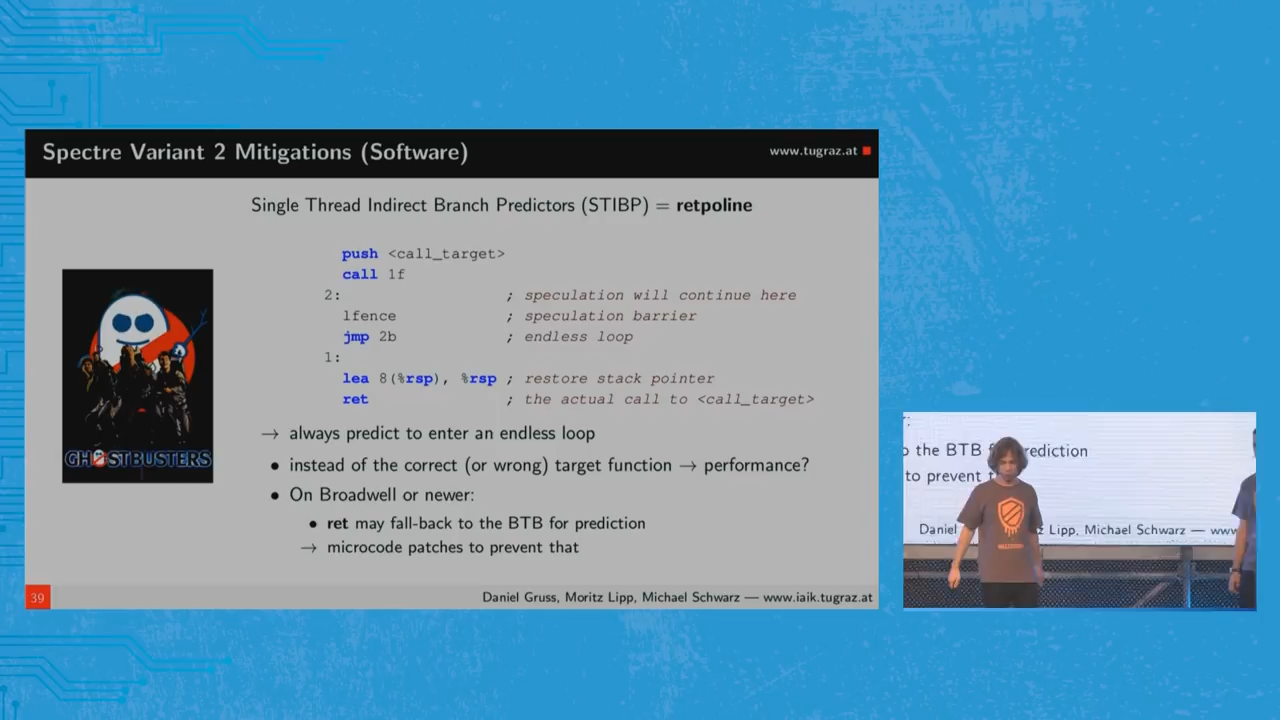 Spectre Variant 2 Mitigations (Software)
www.tugraz.at
Single Thread Indirect Branch Predictors (STIBP) = retpoline
push <call_target>
call 1f
2: ; speculation will continue here
lfence ; speculation barrier
jmp 2b ; endless loop
1:
lea 8(%rsp), %rsp ; restore stack pointer
ret ; the actual call to <call_target>
→ always predict to enter an endless loop
• instead of the correct (or wrong) target function → performance?
• On Broadwell or newer:
• ret may fall-back to the BTB for prediction
→ microcode patches to prevent that
GHOSTBUSTERS
39
Daniel Gruss, Moritz Lipp, Michael Schwarz — www.iaik.tugraz.at
the BTB f rediction
to prevent t
Daniel Lipp, Michael Schwarz — www